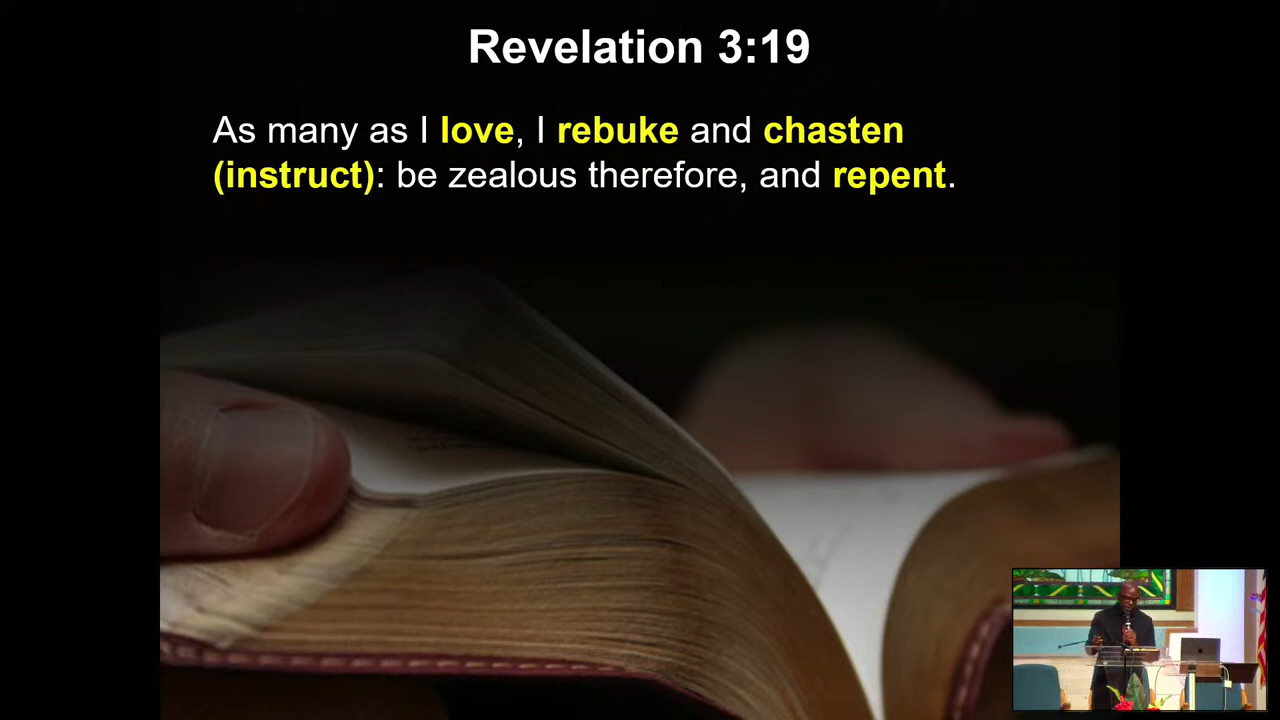 Revelation 3:19
As many as I love, I rebuke and chasten
(instruct): be zealous therefore, and repent.